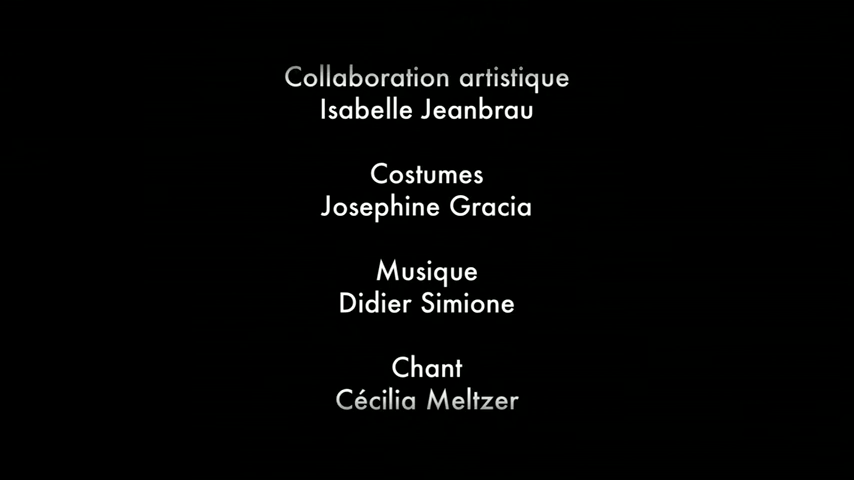 Collaboration artistique
Isabelle Jeanbrau
Costumes
Josephine Gracia
Musique
Didier Simione
Chant
Cécilia Meltzer